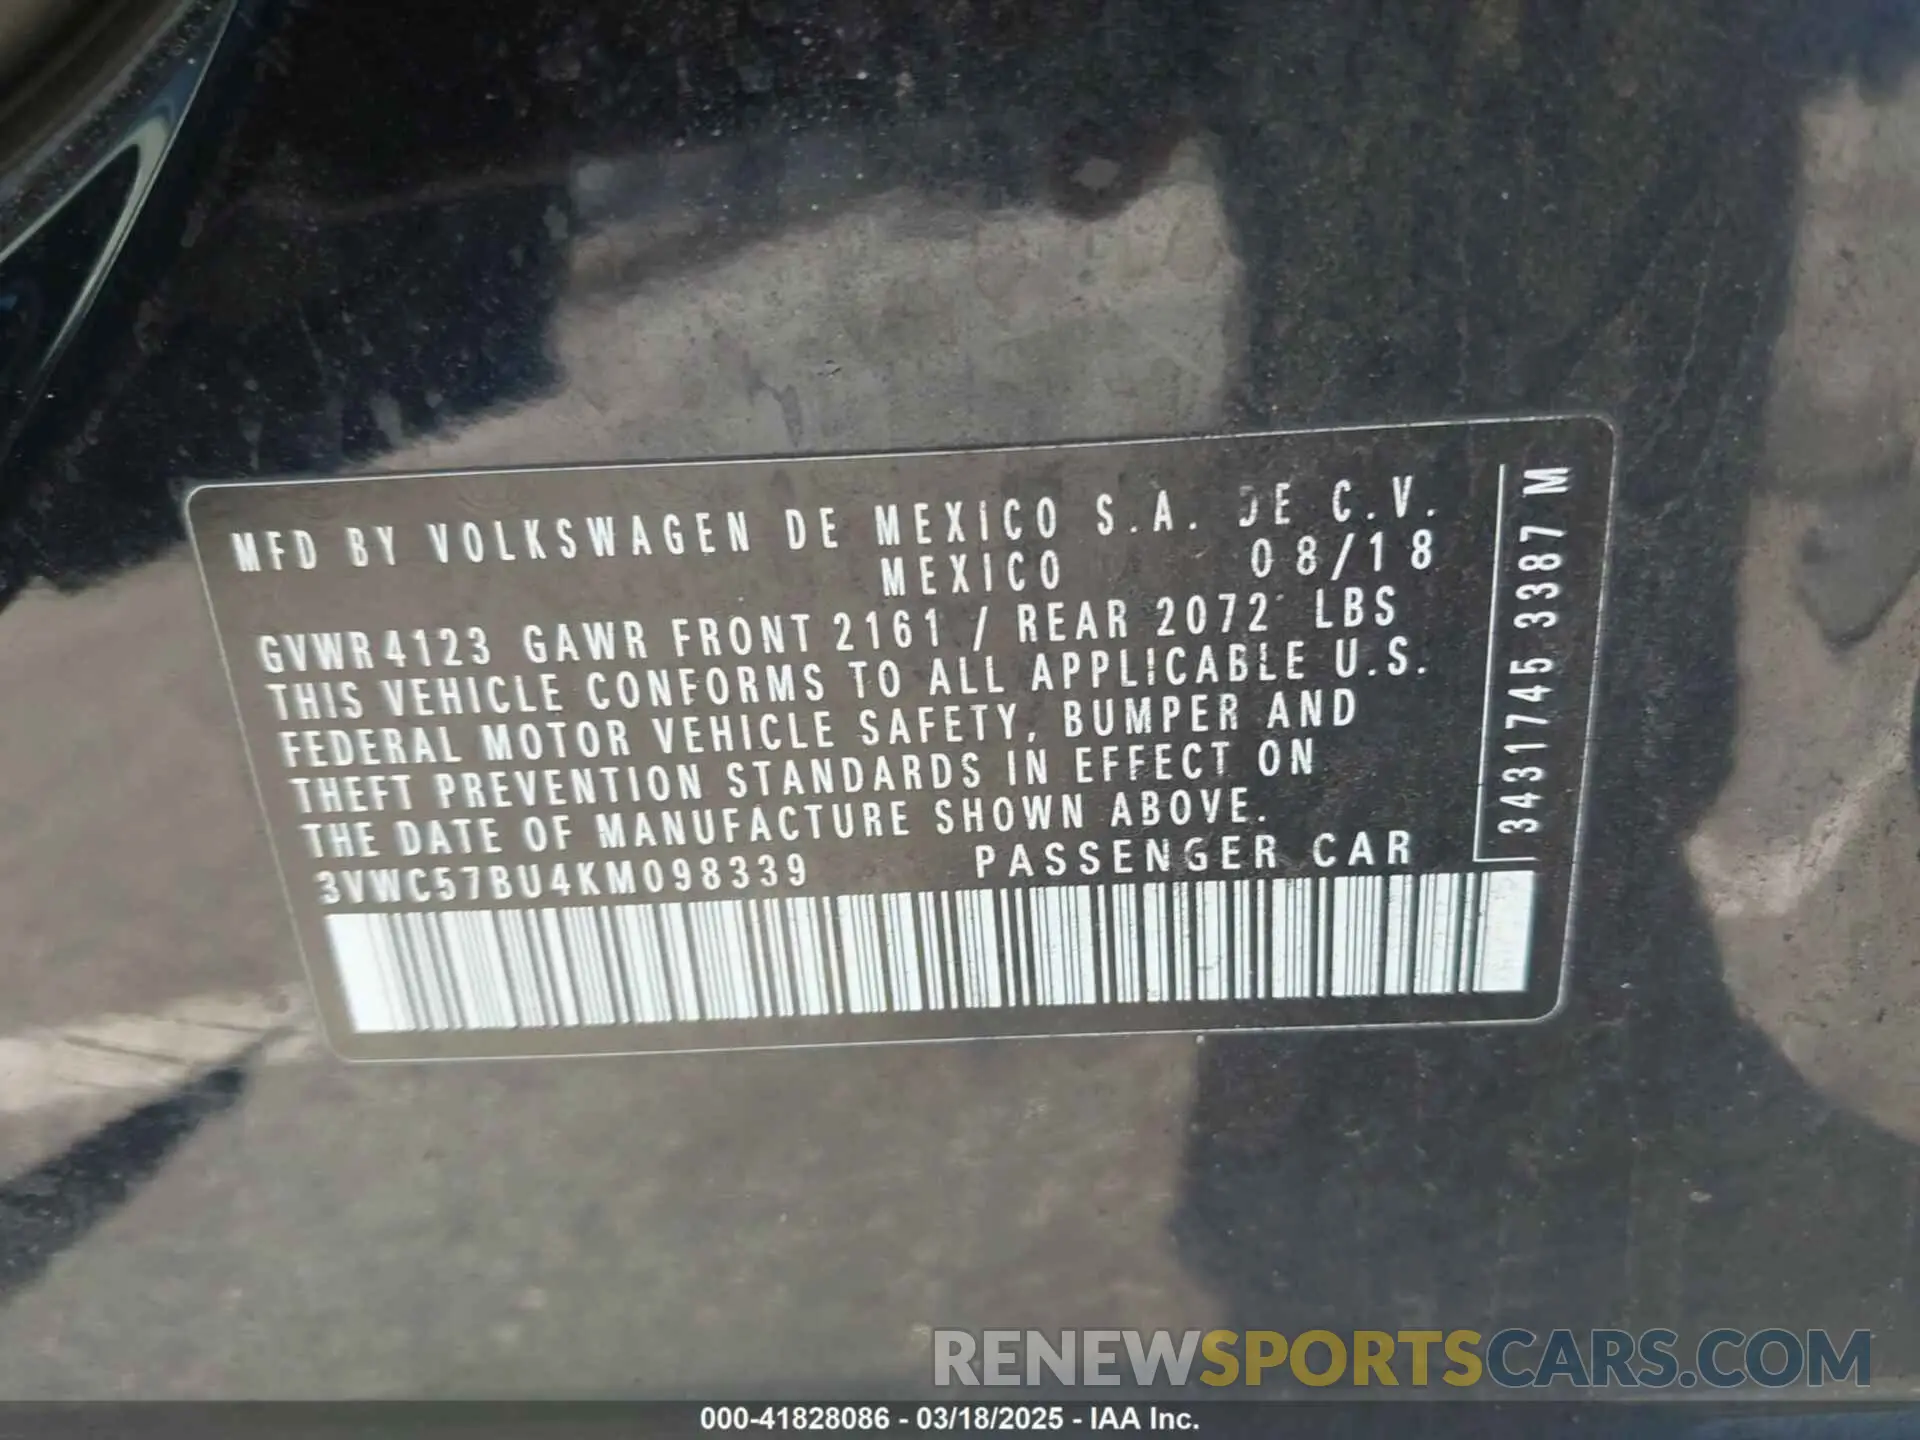 MFD BY VOLKSWAGEN DE MEXICO S.A. DE C.V.
MEXICO 08/18
GVWR 4123 GAWR FRONT 2161 / REAR 2072 LBS
THIS VEHICLE CONFORMS TO ALL APPLICABLE U.S.
FEDERAL MOTOR VEHICLE SAFETY, BUMPER AND
THEFT PREVENTION STANDARDS IN EFFECT ON
THE DATE OF MANUFACTURE SHOWN ABOVE.
3VWC57BU4KM098339 PASSENGER CAR
3431745 3387 M
RENEWSPORTSCARS.COM
000-41828086 - 03/18/2025 - IAA Inc.